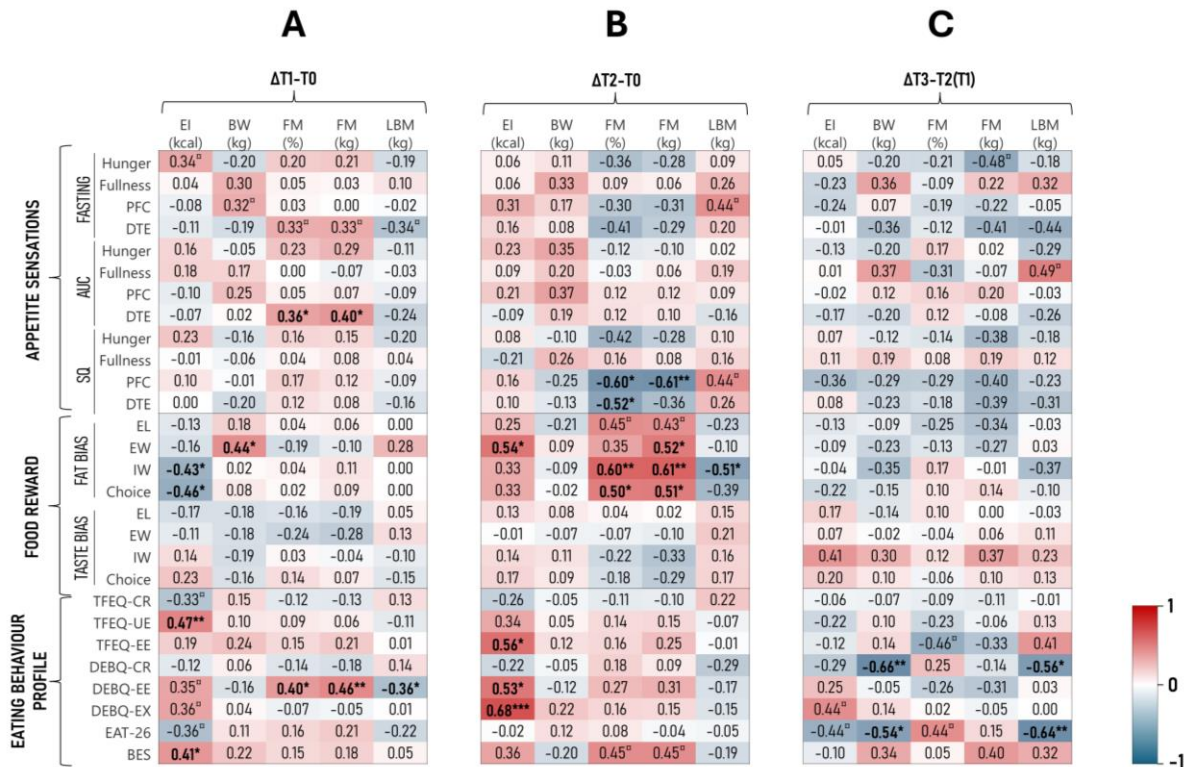 A B C
ΔT1-T0 ΔT2-T0 ΔT3-T2(T1)
EI BW FM FM LBM EI BW FM FM LBM EI BW FM FM LBM
(kcal) (kg) (%) (kg) (kg) (kcal) (kg) (%) (kg) (kg) (kcal) (kg) (%) (kg) (kg)
APPETITE SENSATIONS
FASTING
Hunger 0.34¤ -0.20 0.20 0.21 -0.19 0.06 0.11 -0.36 -0.28 0.09 0.05 -0.20 -0.21 -0.48¤ -0.18
Fullness 0.04 0.30 0.05 0.03 0.10 0.06 0.33 0.09 0.06 0.26 -0.23 0.36 -0.09 0.22 0.32
PFC -0.08 0.32¤ 0.03 0.00 -0.02 0.31 0.17 -0.30 -0.31 0.44¤ -0.24 0.07 -0.19 -0.22 -0.05
DTE -0.11 -0.19 0.33¤ 0.33¤ -0.34¤ 0.16 0.08 -0.41 -0.29 0.20 -0.01 -0.36 -0.12 -0.41 -0.44
AUC
Hunger 0.16 -0.05 0.23 0.29 -0.11 0.23 0.35 -0.12 -0.10 0.02 -0.13 -0.20 0.17 0.02 -0.29
Fullness 0.18 0.17 0.00 -0.07 -0.03 0.09 0.20 -0.03 0.06 0.19 0.01 0.37 -0.31 -0.07 0.49¤
PFC -0.10 0.25 0.05 0.07 -0.09 0.21 0.37 0.12 0.12 0.09 -0.02 0.12 0.16 0.20 -0.03
DTE -0.07 0.02 0.36* 0.40* -0.24 -0.09 0.19 0.12 0.10 -0.16 -0.17 -0.20 0.12 -0.08 -0.26
SQ
Hunger 0.23 -0.16 0.16 0.15 -0.20 0.08 -0.10 -0.42 -0.28 0.10 0.07 -0.12 -0.14 -0.38 -0.18
Fullness -0.01 -0.06 0.04 0.08 0.04 -0.21 0.26 0.16 0.08 0.16 0.11 0.19 0.08 0.19 0.12
PFC 0.10 -0.01 0.17 0.12 -0.09 0.16 -0.25 -0.60* -0.61** 0.44¤ -0.36 -0.29 -0.29 -0.40 -0.23
DTE 0.00 -0.20 0.12 0.08 -0.16 0.10 -0.13 -0.52* -0.36 0.26 0.08 -0.23 -0.18 -0.39 -0.31
FOOD REWARD
FAT BIAS
EL -0.13 0.18 0.04 0.06 0.00 0.25 -0.21 0.45¤ 0.43¤ -0.23 -0.13 -0.09 -0.25 -0.34 -0.03
EW -0.16 0.44* -0.19 -0.10 0.28 0.54* 0.09 0.35 0.52* -0.10 -0.09 -0.23 -0.13 -0.27 0.03
IW -0.43* 0.02 0.04 0.11 0.00 0.33 -0.09 0.60** 0.61** -0.51* -0.04 -0.35 0.17 -0.01 -0.37
Choice -0.46* 0.08 0.02 0.09 0.00 0.33 -0.02 0.50* 0.51* -0.39 -0.22 -0.15 0.10 0.14 -0.10
TASTE BIAS
EL -0.17 -0.18 -0.16 -0.19 0.05 0.13 0.08 0.04 0.02 0.15 0.17 -0.14 0.10 0.00 -0.03
EW -0.11 -0.18 -0.24 -0.28 0.13 -0.01 -0.07 -0.07 -0.10 0.21 0.07 -0.02 -0.04 0.06 0.11
IW 0.14 -0.19 0.03 -0.04 -0.10 0.14 0.11 -0.22 -0.33 0.16 0.41 0.30 0.12 0.37 0.23
Choice 0.23 -0.16 0.14 0.07 -0.15 0.17 0.09 -0.18 -0.29 0.17 0.20 0.10 -0.06 0.10 0.13
EATING BEHAVIOUR
PROFILE
TFEQ-CR -0.33¤ 0.15 -0.12 -0.13 0.13 -0.26 -0.05 -0.11 -0.10 0.22 -0.06 -0.07 -0.09 -0.11 -0.01
TFEQ-UE 0.47** 0.10 0.09 0.06 -0.11 0.34 0.05 0.14 0.15 -0.07 -0.22 0.10 -0.23 -0.06 0.13
TFEQ-EE 0.19 0.24 0.15 0.21 0.01 0.56* 0.12 0.16 0.25 -0.01 -0.12 0.14 -0.46¤ -0.33 0.41
DEBQ-CR -0.12 0.06 -0.14 -0.18 0.14 -0.22 -0.05 0.18 0.09 -0.29 -0.29 -0.66** 0.25 -0.14 -0.56*
DEBQ-EE 0.35¤ -0.16 0.40* 0.46** -0.36* 0.53* -0.12 0.27 0.31 -0.17 0.25 -0.05 -0.26 -0.31 0.03
DEBQ-EX 0.36¤ 0.04 -0.07 -0.05 0.01 0.68*** 0.22 0.16 0.15 -0.15 0.44¤ 0.14 0.02 -0.05 0.00
EAT-26 -0.36¤ 0.11 0.16 0.21 -0.22 -0.02 0.12 0.08 -0.04 -0.05 -0.44¤ -0.54* 0.44¤ 0.15 -0.64**
BES 0.41* 0.22 0.15 0.18 0.05 0.36 -0.20 0.45¤ 0.45¤ -0.19 -0.10 0.34 0.05 0.40 0.32
1
0
-1